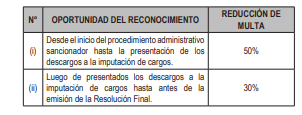 N° OPORTUNIDAD DEL RECONOCIMIENTO REDUCCIÓN DE
MULTA
Desde el inicio del procedimiento administrativo
(i) sancionador hasta la presentación de los 50%
descargos a la imputación de cargos.
Luego de presentados los descargos a la
(ii) imputación de cargos hasta antes de la 30%
emisión de la Resolución Final.